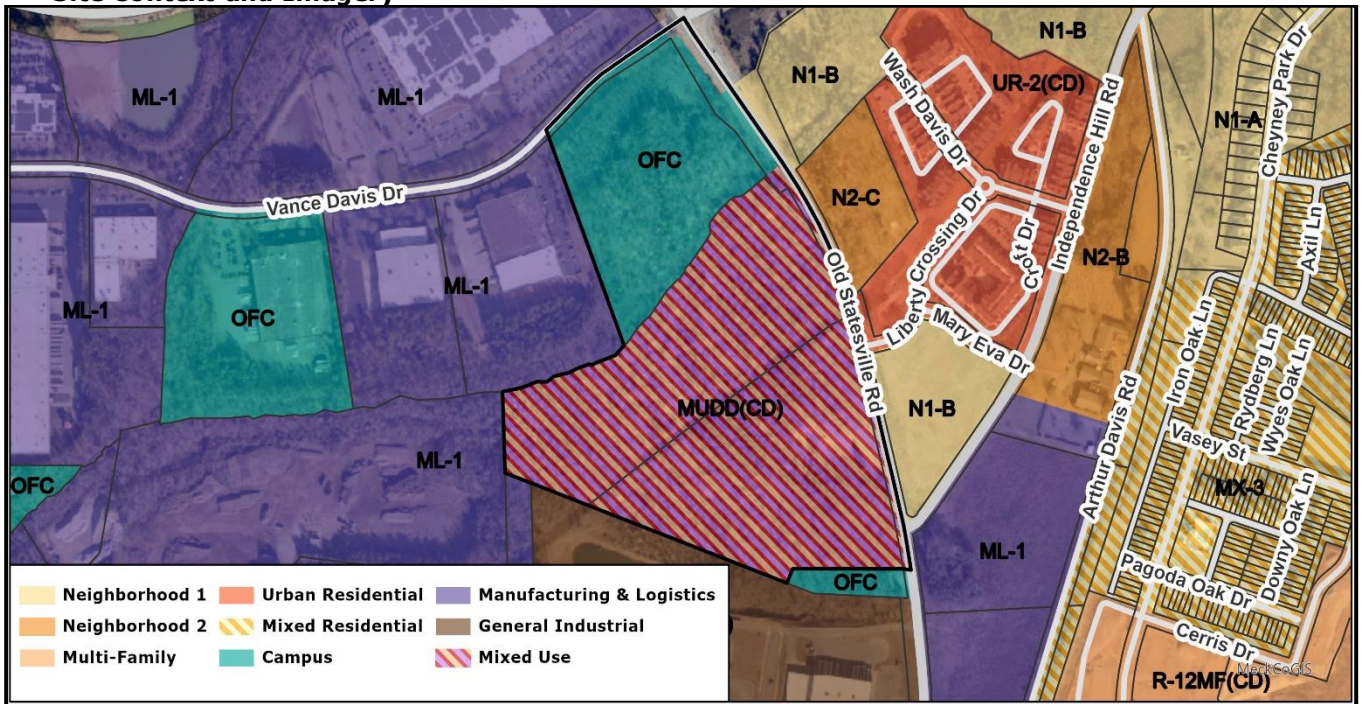 Site Context and Imagery
N1-B
ML-1
ML-1
N1-B
UR-2(CD)
Wash Davis Dr
Independence Hill Rd
Cheyney Park Dr
N1-A
OFC
Vance Davis Dr
N2-C
Croft Dr
Axil Ln
N2-B
OFC
ML-1
ML-1
Old Statesville Rd
Liberty Crossing Dr
Mary Eva Dr
Iron Oak Ln
Rydberg Ln
Wyes Oak Ln
MUDD(CD)
N1-B
Arthur Davis Rd
Vasey St
ML-1
OFC
MX-3
Downy Oak Ln
ML-1
OFC
Pagoda Oak Dr
Cerris Dr
MeckCoGIS
R-12MF(CD)
Neighborhood 1
Urban Residential
Manufacturing & Logistics
Neighborhood 2
Mixed Residential
General Industrial
Multi-Family
Campus
Mixed Use